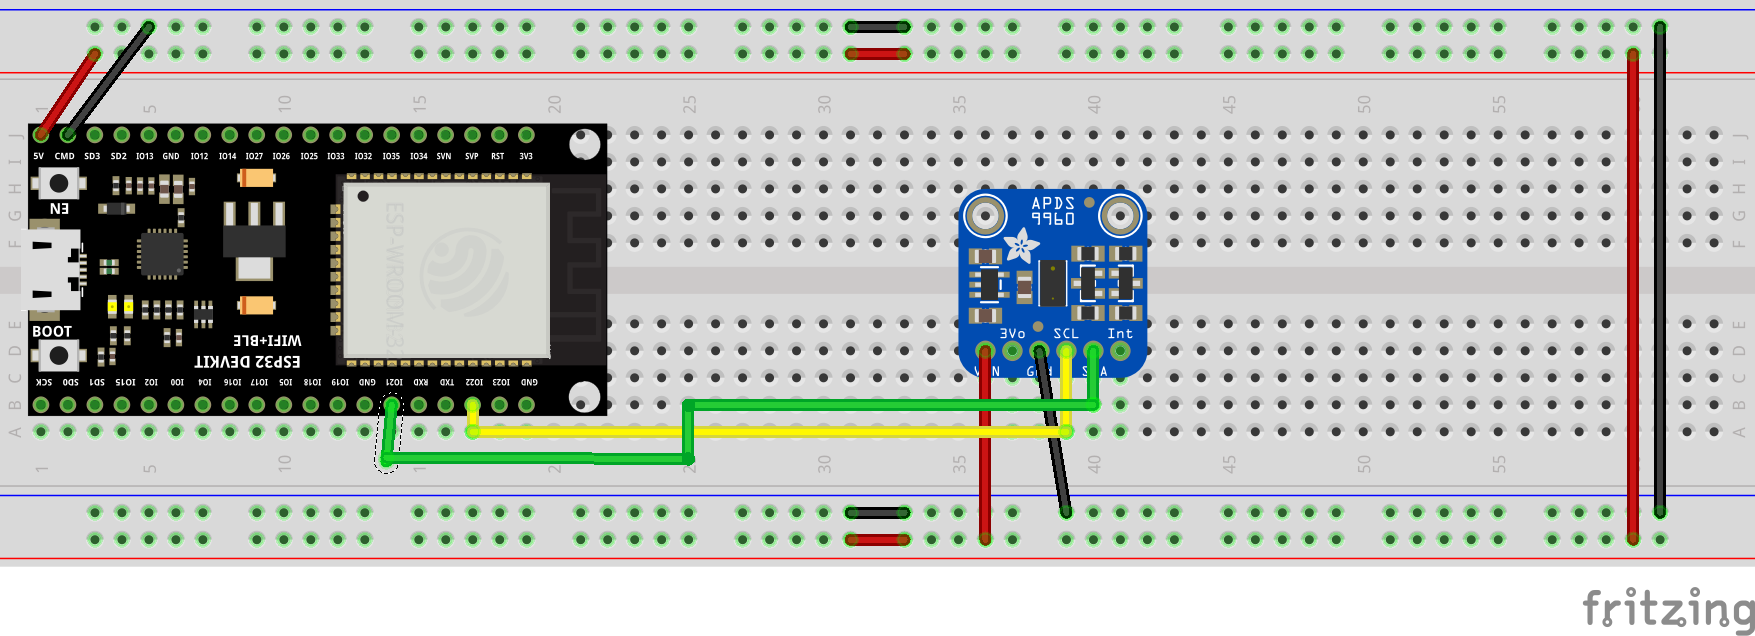 1 5 10 15 20 25 30 35 40 45 50 55
J J
5V CMD SD3 SD2 IO13 GND IO12 IO14 IO27 IO26 IO25 IO33 IO32 IO35 IO34 SVN SVP RST 3V3
I I
H H
G G
F F
EN
ESP-WROOM-32
APDS
9960
BOOT
WIFI+BLE
ESP32 DEVKIT
3Vo SCL Int
E E
D D
C C
B B
A A
SCK SD0 SD1 IO15 IO2 IO0 IO4 IO16 IO17 IO5 IO18 IO19 GND IO21 RXD TXD IO22 IO23 GND
1 5 10 15 20 25 30 35 40 45 50 55
fritzing